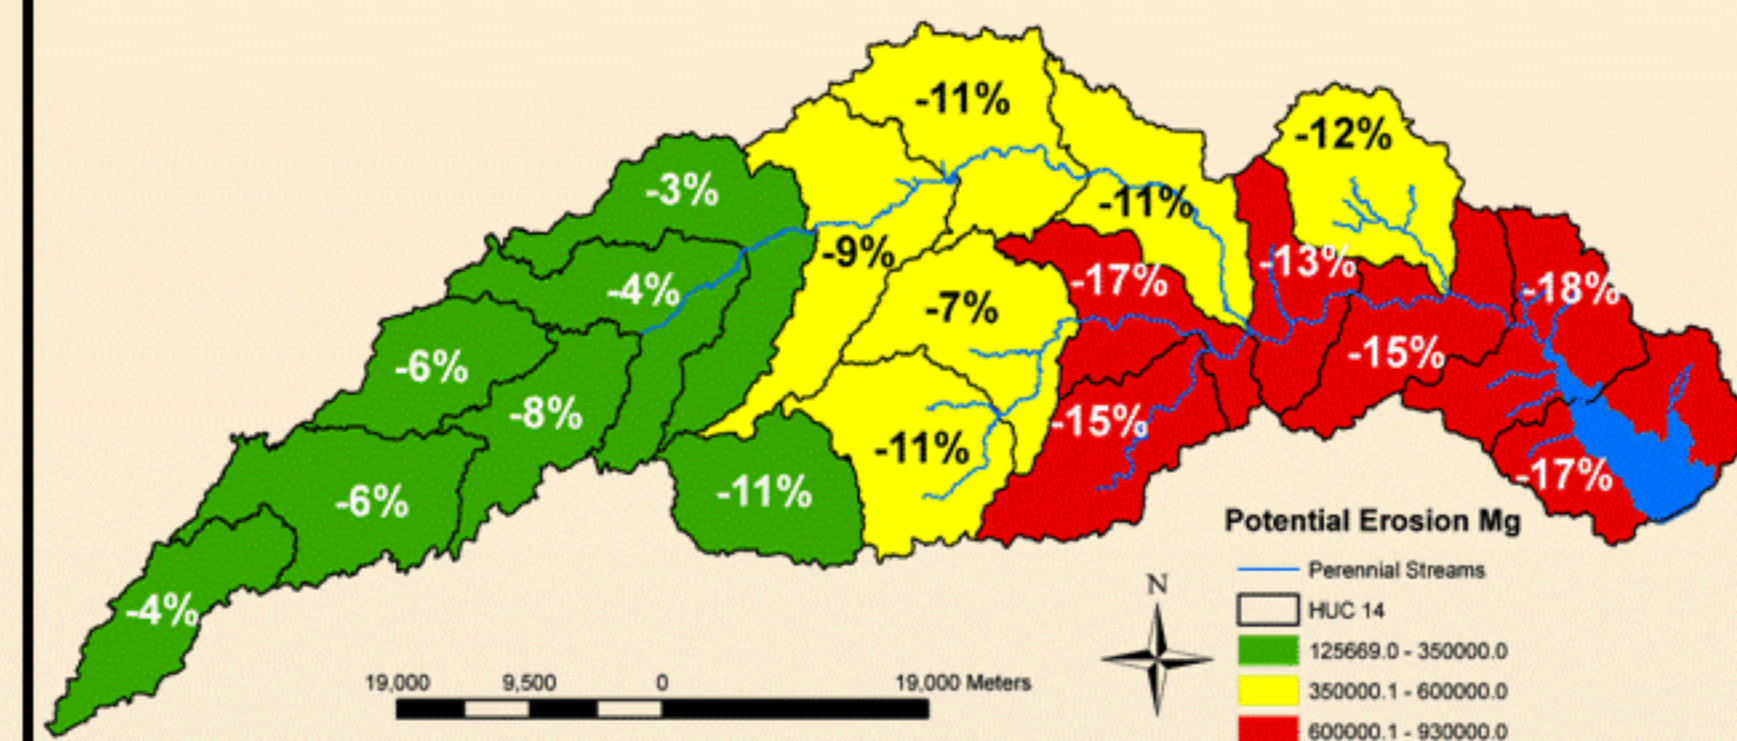 -11%
-12%
-3%
-11%
-9%
-13%
-17%
-4%
-18%
-7%
-15%
-6%
-8%
-15%
-11%
-17%
-11%
-6%
-4%
Potential Erosion Mg
Perennial Streams
N
HUC 14
125669.0 - 350000.0
350000.1 - 600000.0
600000.1 - 930000.0
19,000 9,500 0 19,000 Meters